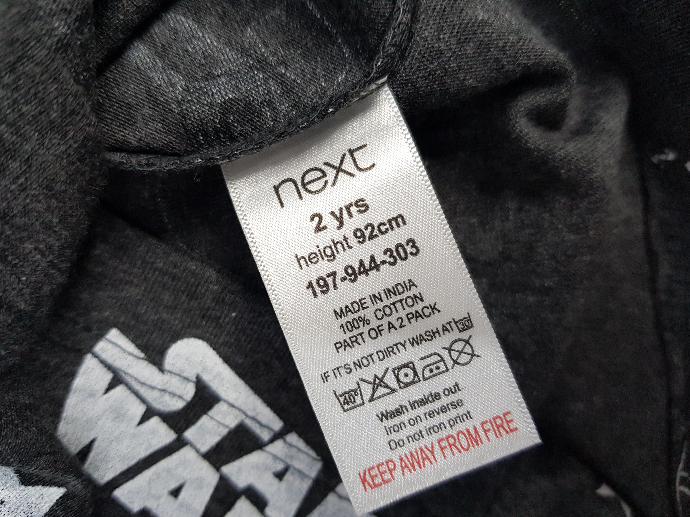 next
2 yrs
height 92cm
197-944-303
MADE IN INDIA
100% COTTON
PART OF A 2 PACK
IF IT'S NOT DIRTY WASH AT 30°
40°
Wash inside out
Iron on reverse
Do not iron print
KEEP AWAY FROM FIRE